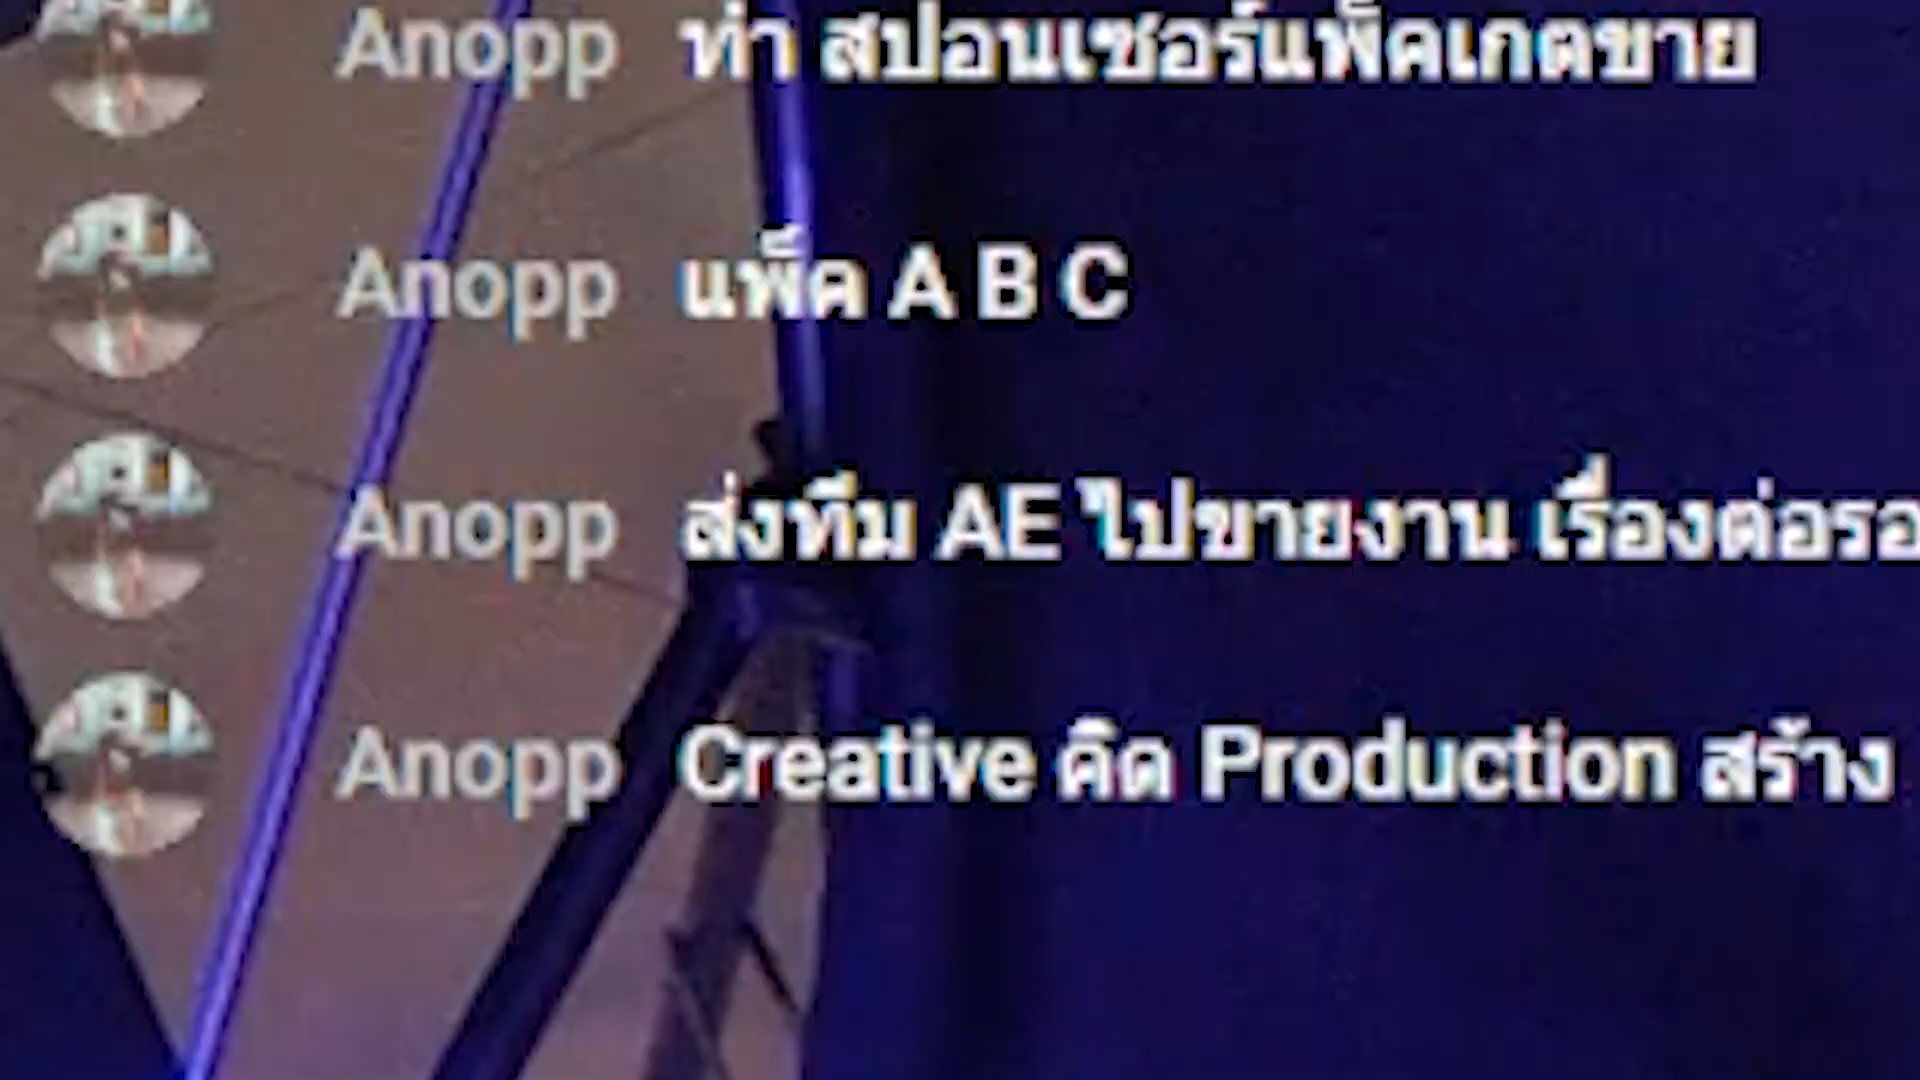 Anopp ทำ สปอนเซอร์แพ็คเกตขาย
Anopp แพ็ค A B C
Anopp ส่งทีม AE ไปขายงาน เรื่องต่อรอ
Anopp Creative คิด Production สร้าง